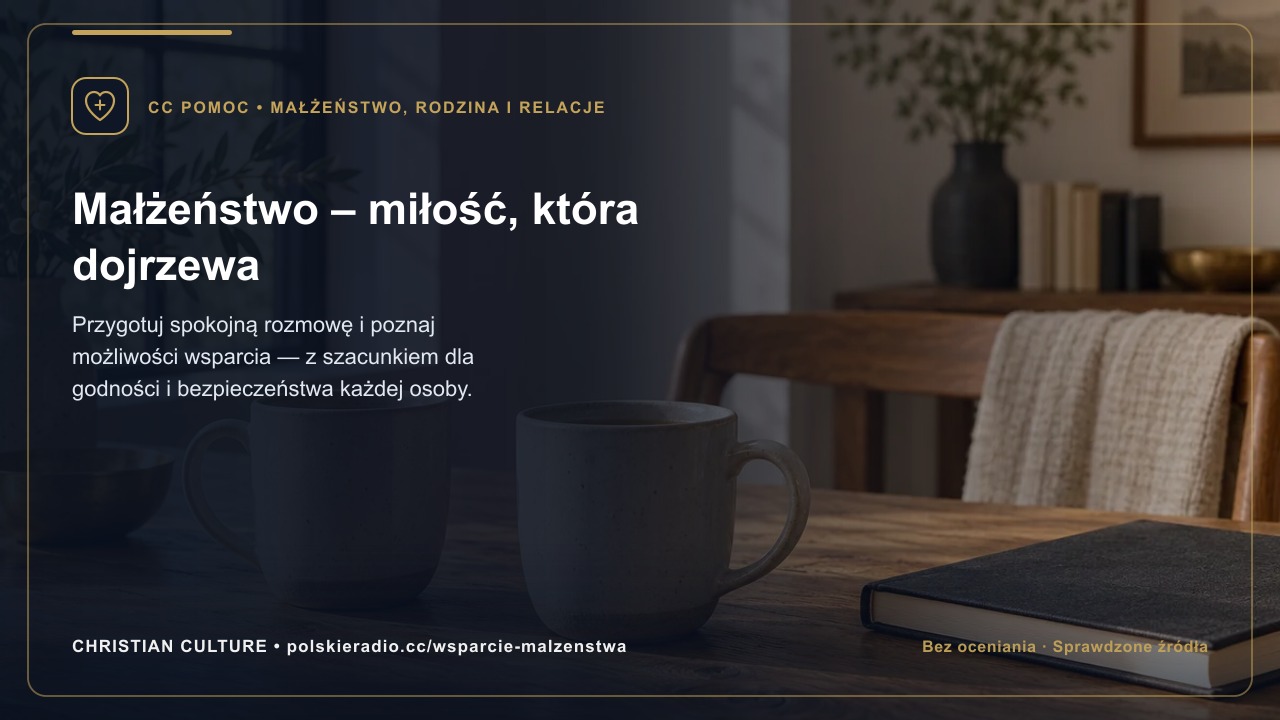 CC POMOC • MAŁŻEŃSTWO, RODZINA I RELACJE
Małżeństwo – miłość, która
dojrzewa
Przygotuj spokojną rozmowę i poznaj
możliwości wsparcia — z szacunkiem dla
godności i bezpieczeństwa każdej osoby.
CHRISTIAN CULTURE • polskieradio.cc/wsparcie-malzenstwa
Bez oceniania · Sprawdzone źródła